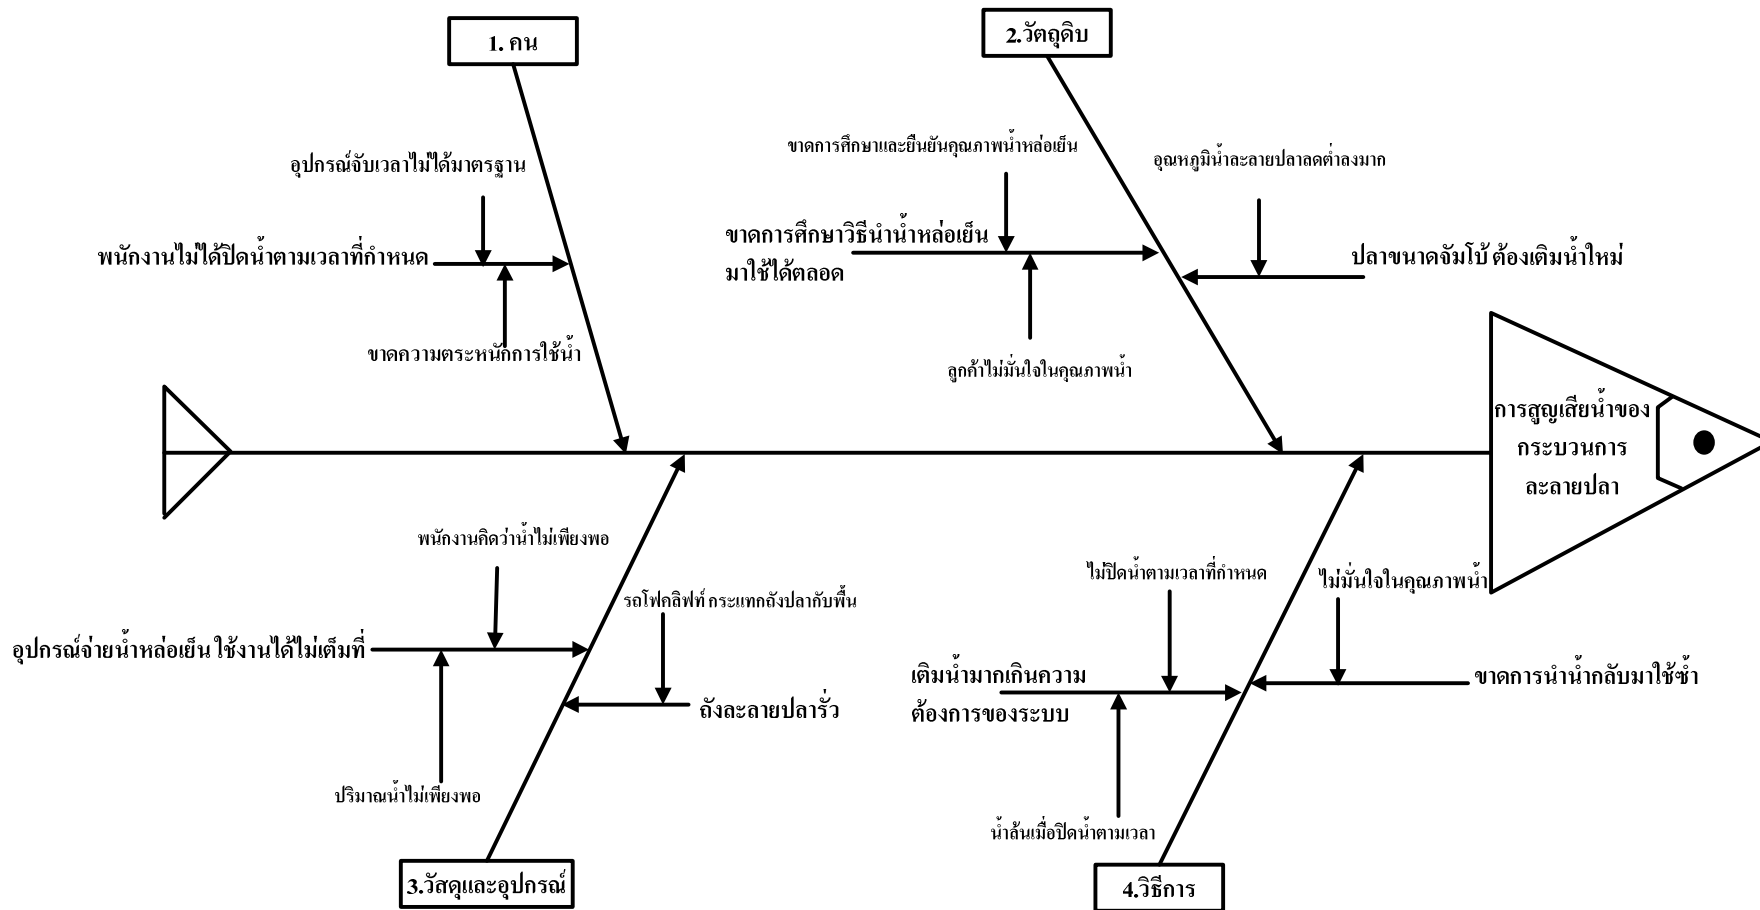 1. คน
2.วัตถุดิบ
อุปกรณ์จับเวลาไม่ได้มาตรฐาน
พนักงานไม่ได้ปิดน้ำตามเวลาที่กำหนด
ขาดความตระหนักการใช้น้ำ
ขาดการศึกษาและยืนยันคุณภาพน้ำหล่อเย็น
ขาดการศึกษาวิธีนำน้ำหล่อเย็น
มาใช้ได้ตลอด
ลูกค้าไม่มั่นใจในคุณภาพน้ำ
อุณหภูมิน้ำละลายปลาลดต่ำลงมาก
ปลาขนาดจัมโบ้ ต้องเติมน้ำใหม่
การสูญเสียน้ำของ
กระบวนการ
ละลายปลา
พนักงานคิดว่าน้ำไม่เพียงพอ
อุปกรณ์จ่ายน้ำหล่อเย็น ใช้งานได้ไม่เต็มที่
ปริมาณน้ำไม่เพียงพอ
รถโฟคลิฟท์ กระแทกถังปลากับพื้น
ถังละลายปลารั่ว
ไม่ปิดน้ำตามเวลาที่กำหนด
เติมน้ำมากเกินความ
ต้องการของระบบ
น้ำล้นเมื่อปิดน้ำตามเวลา
ไม่มั่นใจในคุณภาพน้ำ
ขาดการนำน้ำกลับมาใช้ซ้ำ
3.วัสดุและอุปกรณ์
4.วิธีการ